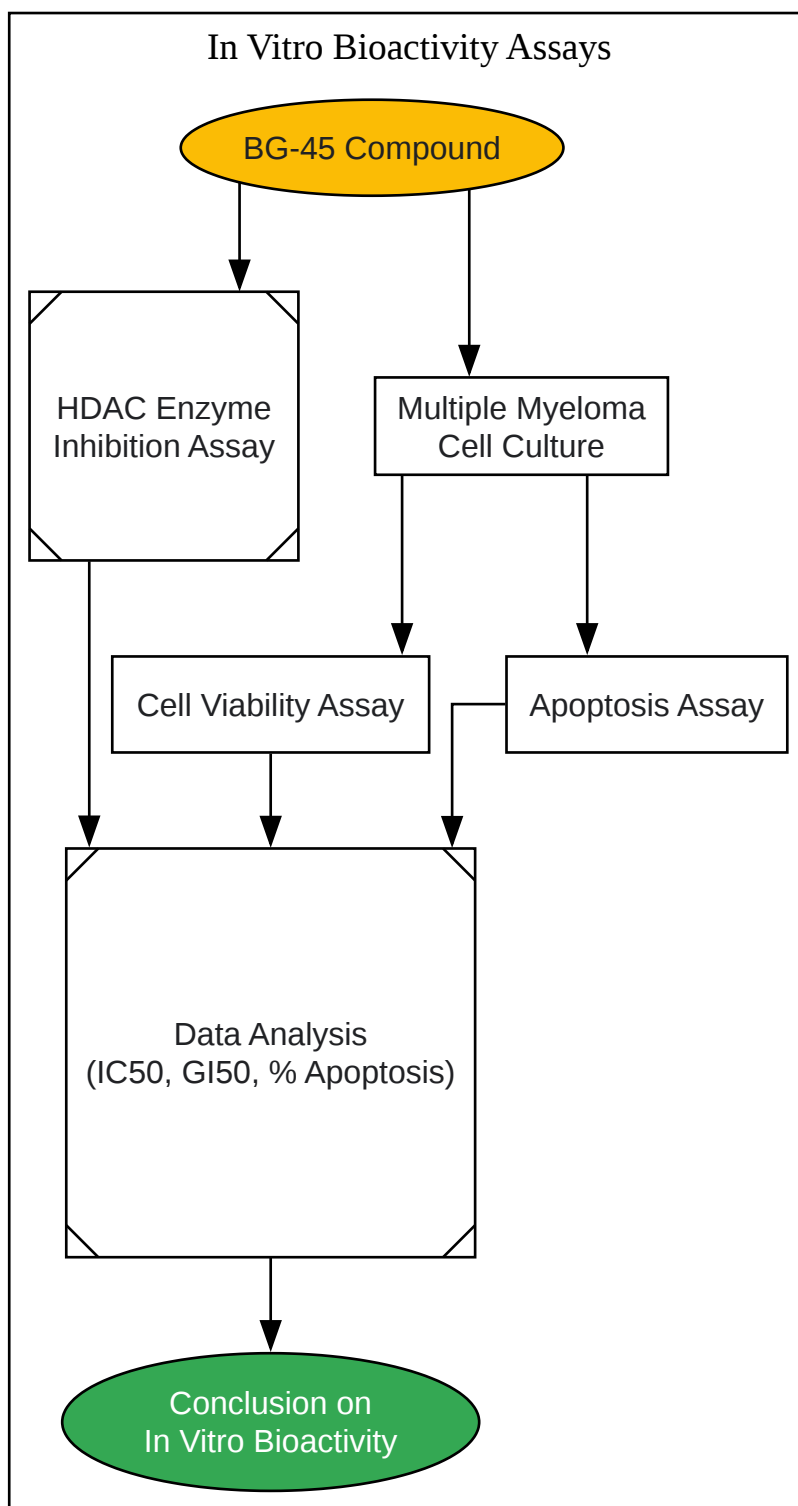 In Vitro Bioactivity Assays
BG-45 Compound
HDAC Enzyme
Inhibition Assay
Multiple Myeloma
Cell Culture
Cell Viability Assay
Apoptosis Assay
Data Analysis
(IC50, GI50, % Apoptosis)
Conclusion on
In Vitro Bioactivity